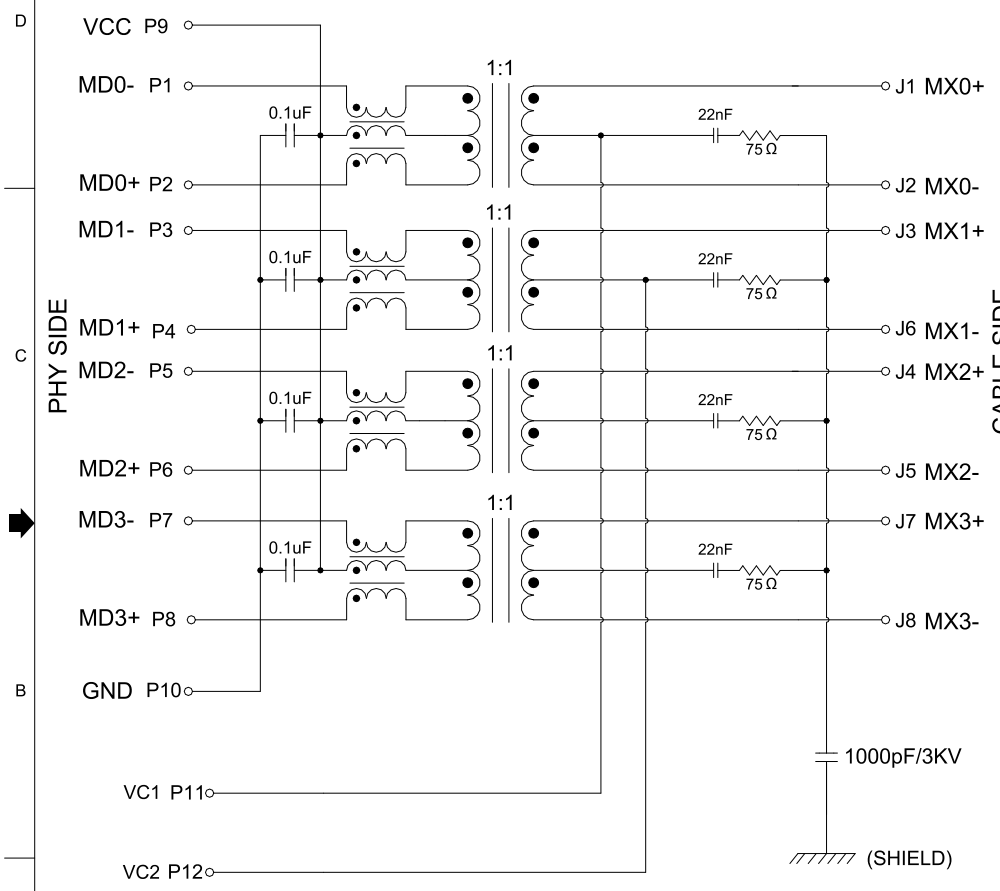 D
VCC P9
1:1
MD0- P1
J1 MX0+
0.1uF
22nF
75Ω
MD0+ P2
J2 MX0-
1:1
MD1- P3
J3 MX1+
0.1uF
22nF
75Ω
PHY SIDE
CABLE SIDE
MD1+ P4
J6 MX1-
C
1:1
MD2- P5
J4 MX2+
0.1uF
22nF
75Ω
MD2+ P6
J5 MX2-
1:1
MD3- P7
J7 MX3+
0.1uF
22nF
75Ω
MD3+ P8
J8 MX3-
B
GND P10
1000pF/3KV
VC1 P11
(SHIELD)
VC2 P12